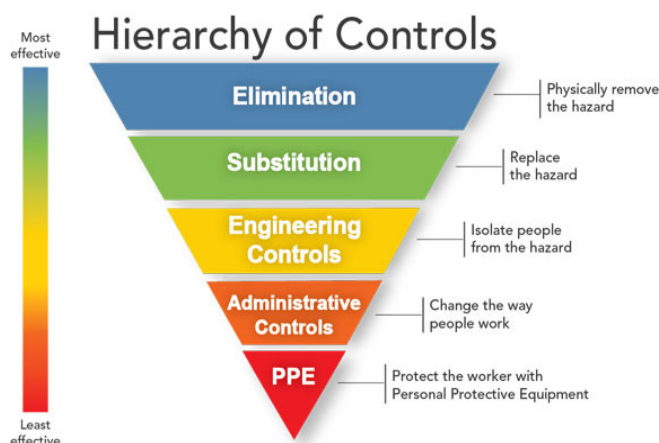 Most
effective
Hierarchy of Controls
Elimination
Physically remove
the hazard
Substitution
Replace
the hazard
Engineering
Controls
Isolate people
from the hazard
Administrative
Controls
Change the way
people work
PPE
Protect the worker with
Personal Protective Equipment
Least
effective